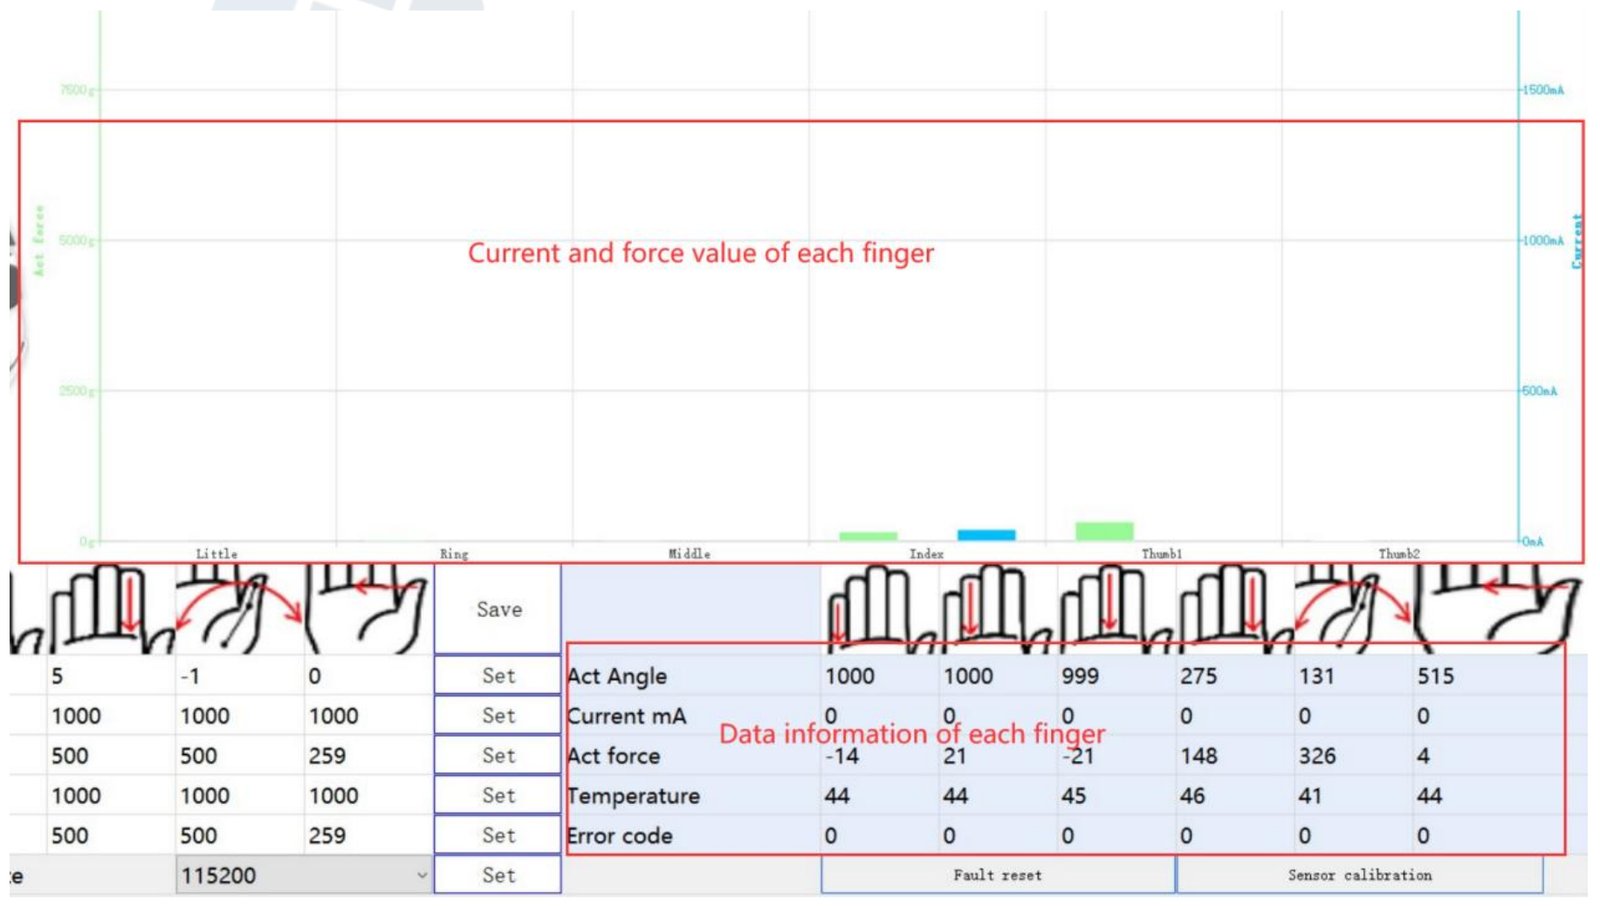 7500g 1500mA
Act Force
5000g 1000mA
Current
Current and force value of each finger
2500g 500mA
0g 0mA
Little Ring Middle Index Thumb1 Thumb2
Save
5 -1 0 Set Act Angle 1000 1000 999 275 131 515
1000 1000 1000 Set Current mA 0 0 0 0 0 0
Data information of each finger
500 500 259 Set Act force -14 21 -21 148 326 4
1000 1000 1000 Set Temperature 44 44 45 46 41 44
500 500 259 Set Error code 0 0 0 0 0 0
e 115200 Set Fault reset Sensor calibration